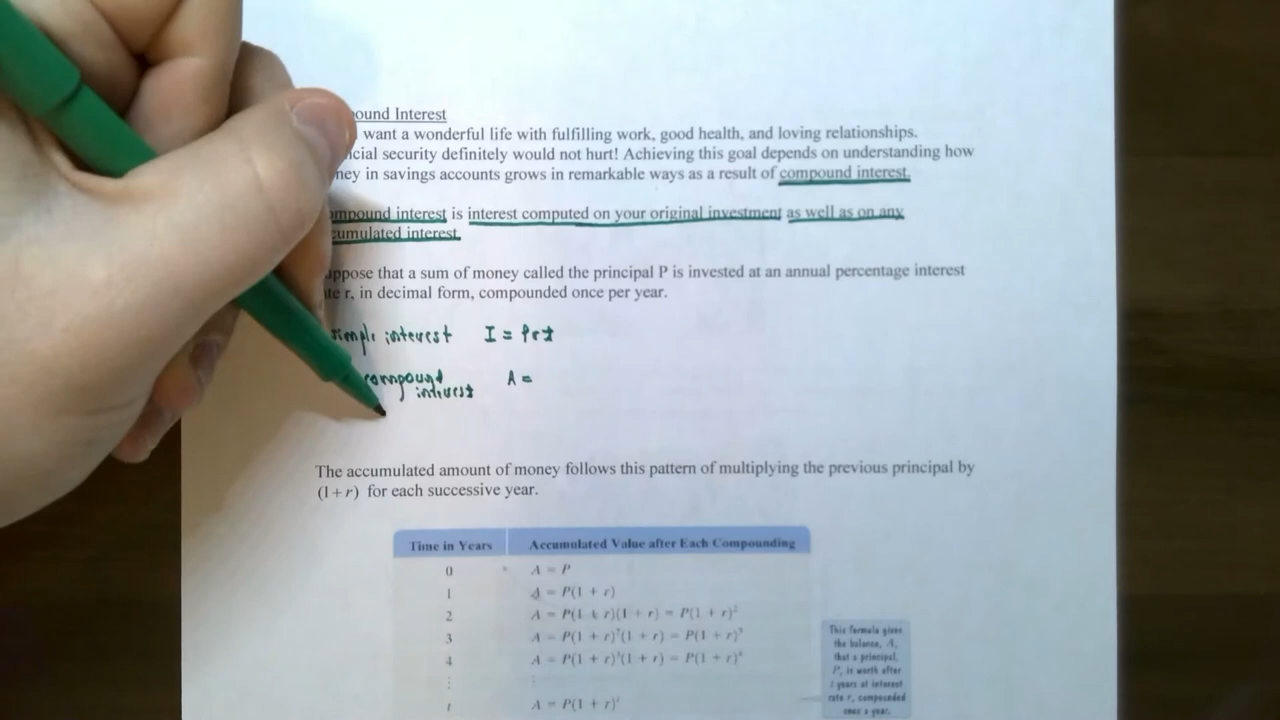 ound Interest
want a wonderful life with fulfilling work, good health, and loving relationships.
ncial security definitely would not hurt! Achieving this goal depends on understanding how
ney in savings accounts grows in remarkable ways as a result of compound interest.
ompound interest is interest computed on your original investment as well as on any
cumulated interest.
uppose that a sum of money called the principal P is invested at an annual percentage interest
te r, in decimal form, compounded once per year.
simple interest I = Prt
compound interest A =
The accumulated amount of money follows this pattern of multiplying the previous principal by
(1+r) for each successive year.
Time in Years Accumulated Value after Each Compounding
0 A = P
1 A = P(1 + r)
2 A = P(1 + r)(1 + r) = P(1 + r)²
3 A = P(1 + r)²(1 + r) = P(1 + r)³
4 A = P(1 + r)³(1 + r) = P(1 + r)⁴
⋮ ⋮
t A = P(1 + r)ᵗ
This formula gives
the balance, A,
that a principal,
P, is worth after
t years at interest
rate r, compounded
once a year.